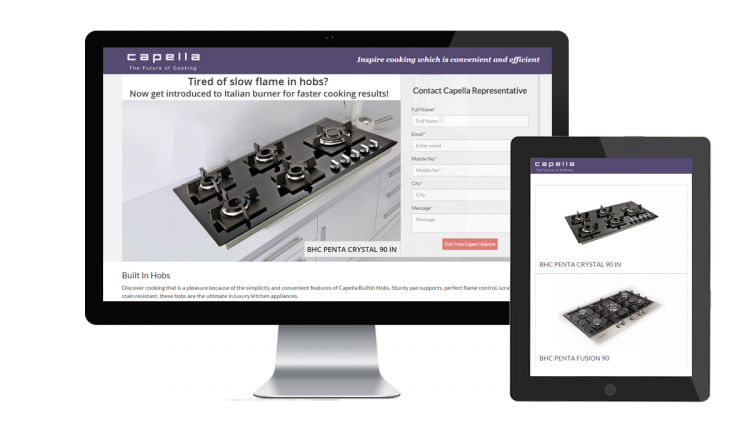 capella
The Future of Cooking
Inspire cooking which is convenient and efficient
Tired of slow flame in hobs?
Now get introduced to Italian burner for faster cooking results!
BHC PENTA CRYSTAL 90 IN
Contact Capella Representative
Full Name*
Full Name
Email*
Enter email
Mobile No*
Mobile No*
City*
City
Message*
Message
Get Free Expert Advise
Built In Hobs
Discover cooking that is a pleasure because of the simplicity and convenient features of Capella Builtin Hobs. Sturdy pan supports, perfect flame control,
stain resistant, these hobs are the ultimate in luxury kitchen appliances.
capella
The Future of Cooking
BHC PENTA CRYSTAL 90 IN
BHC PENTA FUSION 90